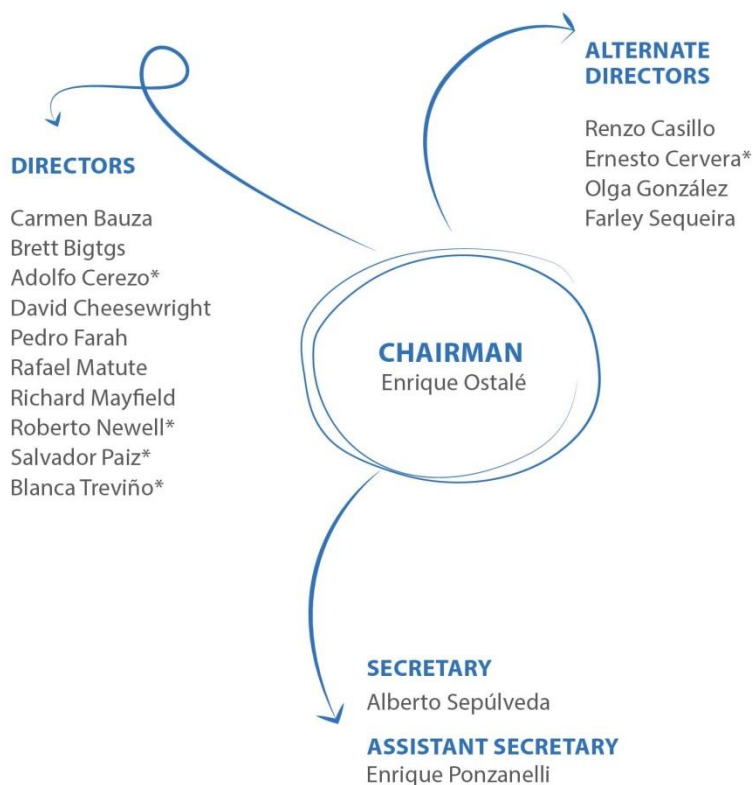 ALTERNATE
DIRECTORS
Renzo Casillo
Ernesto Cervera*
Olga González
Farley Sequeira
DIRECTORS
Carmen Bauza
Brett Bigtgs
Adolfo Cerezo*
David Cheesewright
Pedro Farah
Rafael Matute
Richard Mayfield
Roberto Newell*
Salvador Paiz*
Blanca Treviño*
CHAIRMAN
Enrique Ostalé
SECRETARY
Alberto Sepúlveda
ASSISTANT SECRETARY
Enrique Ponzanelli